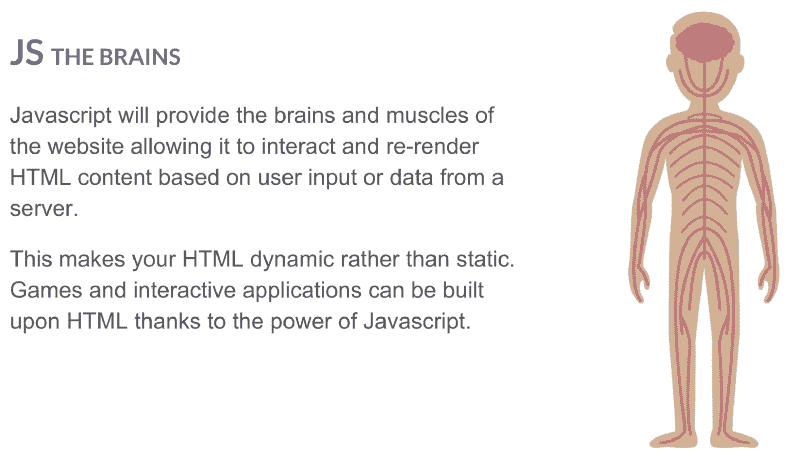 JS THE BRAINS
Javascript will provide the brains and muscles of
the website allowing it to interact and re-render
HTML content based on user input or data from a
server.
This makes your HTML dynamic rather than static.
Games and interactive applications can be built
upon HTML thanks to the power of Javascript.